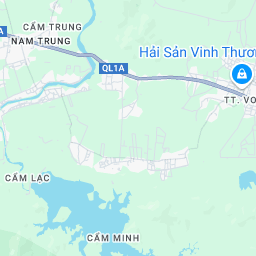 CẨM TRUNG
NAM TRUNG
A
QL1A
Hải Sản Vinh Thươ
TT. VO
CẨM LẠC
CẨM MINH